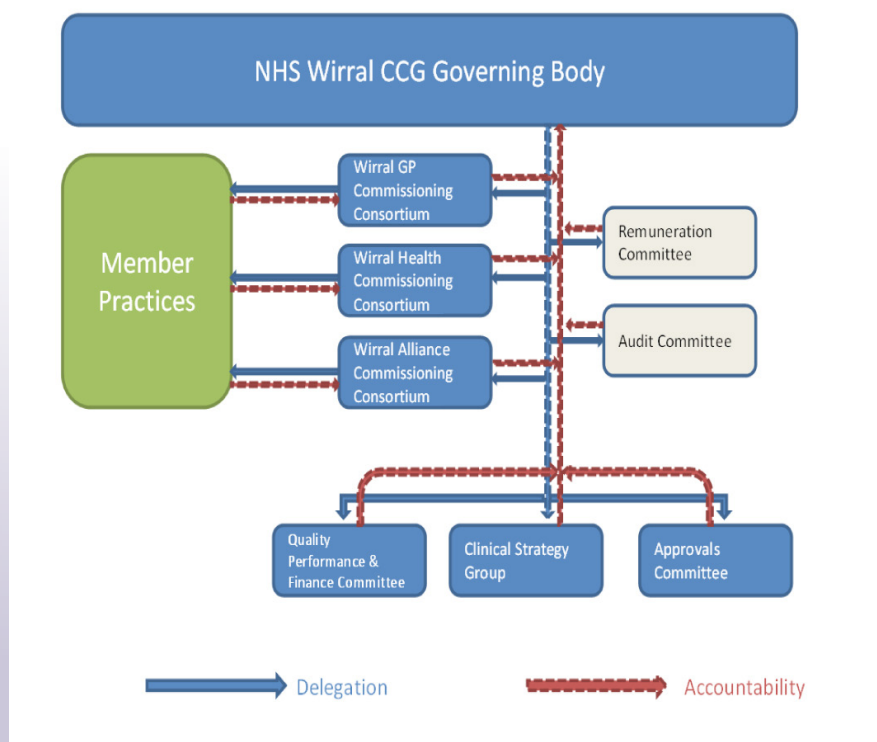 NHS Wirral CCG Governing Body
Member
Practices
Wirral GP
Commissioning
Consortium
Wirral Health
Commissioning
Consortium
Wirral Alliance
Commissioning
Consortium
Remuneration
Committee
Audit Committee
Quality
Performance &
Finance Committee
Clinical Strategy
Group
Approvals
Committee
Delegation
Accountability